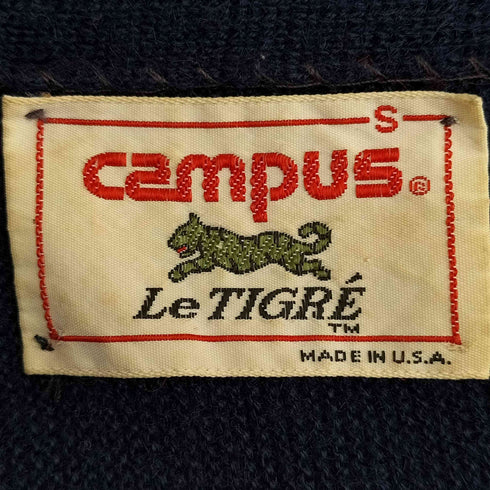 S
campus®
Le TIGRÉ
TM
MADE IN U.S.A.